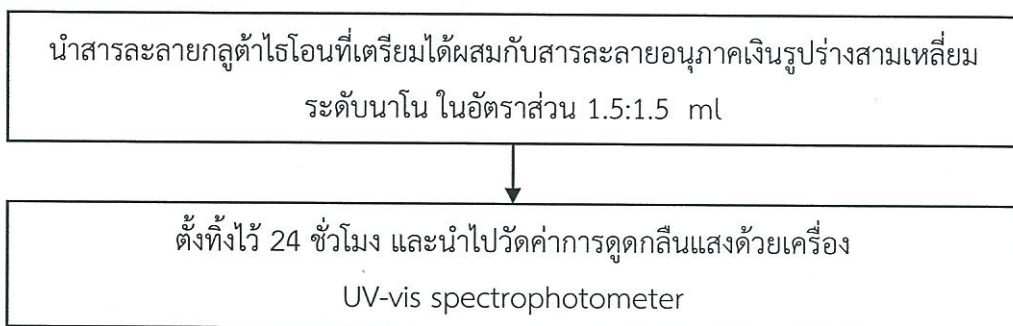 นำสารละลายกลูต้าไธโอนที่เตรียมได้ผสมกับสารละลายอนุภาคเงินรูปร่างสามเหลี่ยม
ระดับนาโน ในอัตราส่วน 1.5:1.5 ml
ตั้งทิ้งไว้ 24 ชั่วโมง และนำไปวัดค่าการดูดกลืนแสงด้วยเครื่อง
UV-vis spectrophotometer